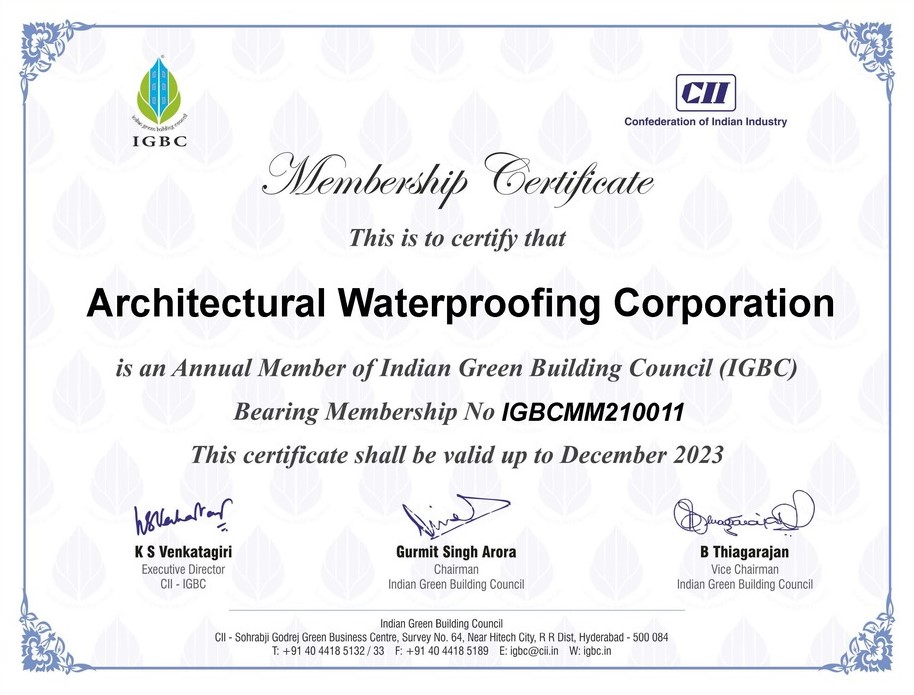 indian green building council
IGBC
CII
Confederation of Indian Industry
Membership Certificate
This is to certify that
Architectural Waterproofing Corporation
is an Annual Member of Indian Green Building Council (IGBC)
Bearing Membership No IGBCMM210011
This certificate shall be valid up to December 2023
K S Venkatagiri
Executive Director
CII - IGBC
Gurmit Singh Arora
Chairman
Indian Green Building Council
B Thiagarajan
Vice Chairman
Indian Green Building Council
Indian Green Building Council
CII - Sohrabji Godrej Green Business Centre, Survey No. 64, Near Hitech City, R R Dist, Hyderabad - 500 084
T: +91 40 4418 5132 / 33 F: +91 40 4418 5189 E: igbc@cii.in W: igbc.in